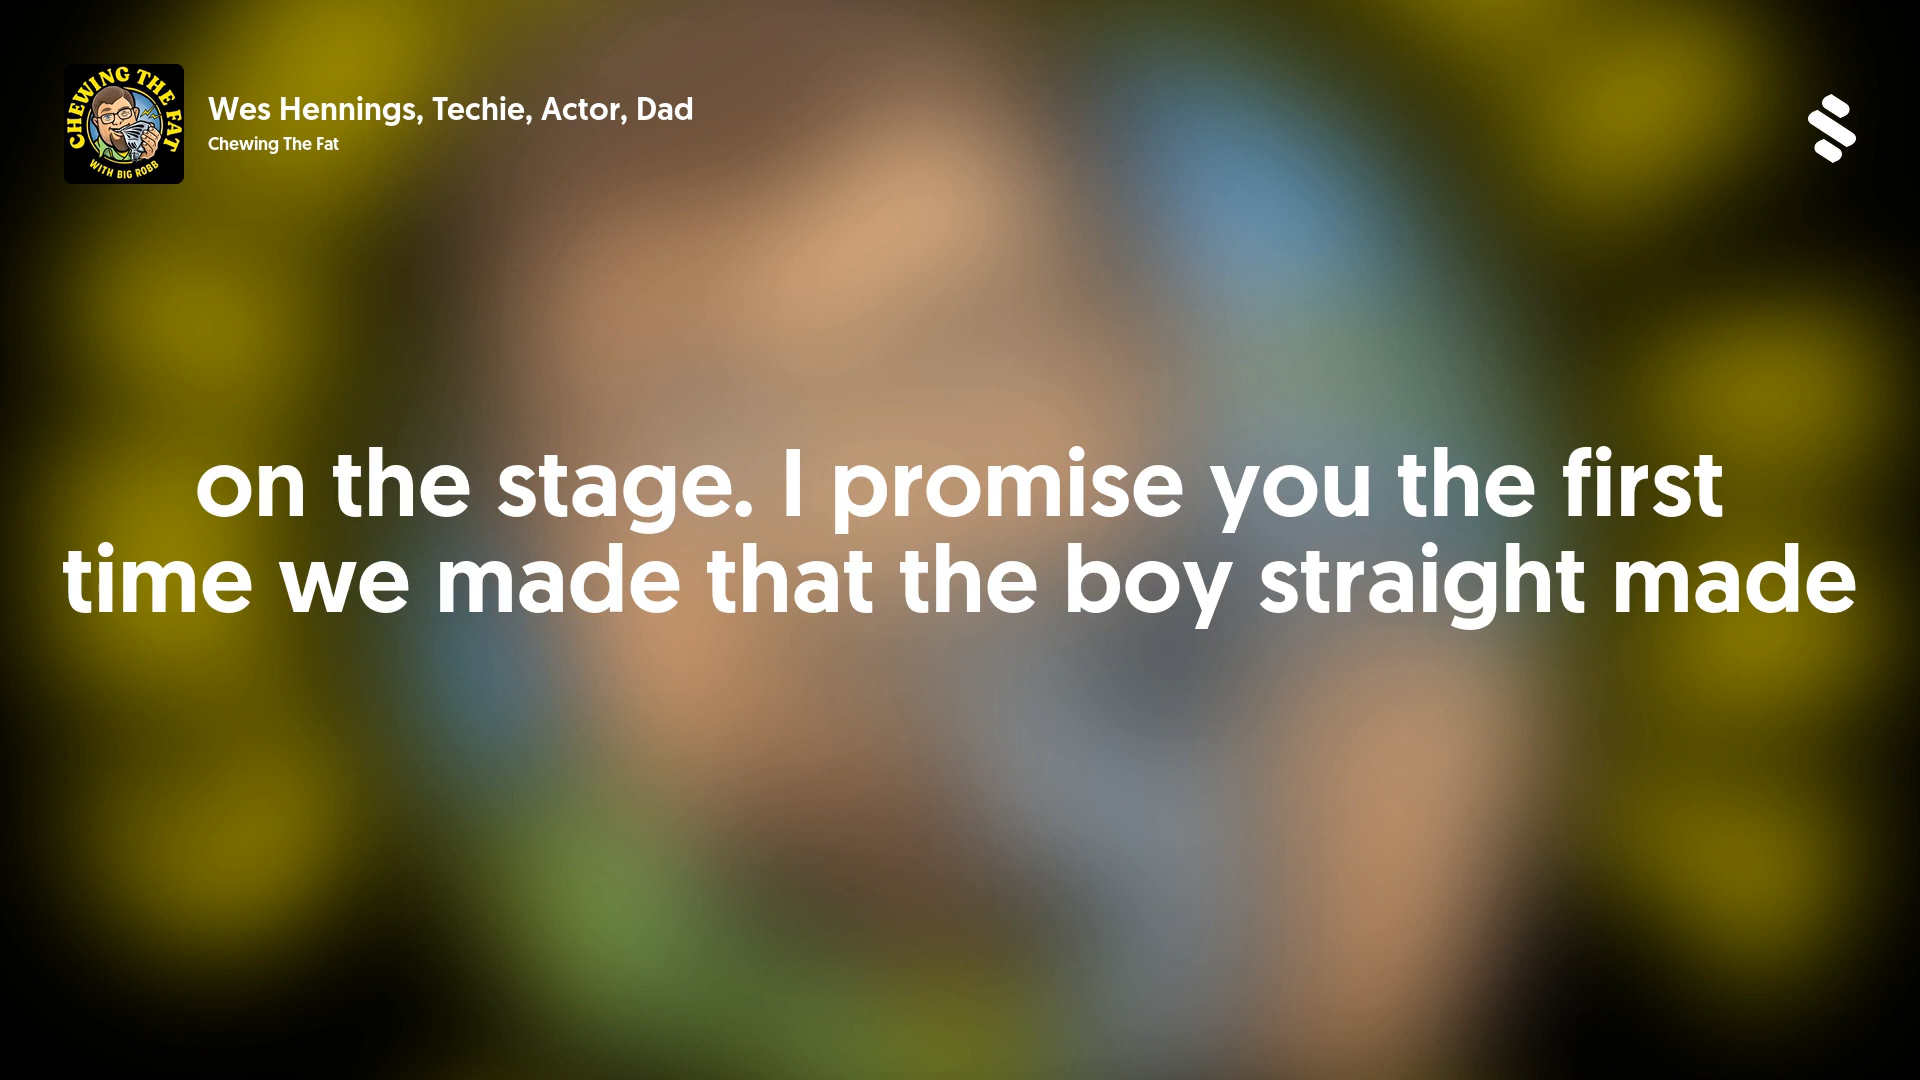 CHEWING THE FAT
WITH BIG ROBB
Wes Hennings, Techie, Actor, Dad
Chewing The Fat
on the stage. I promise you the first
time we made that the boy straight made